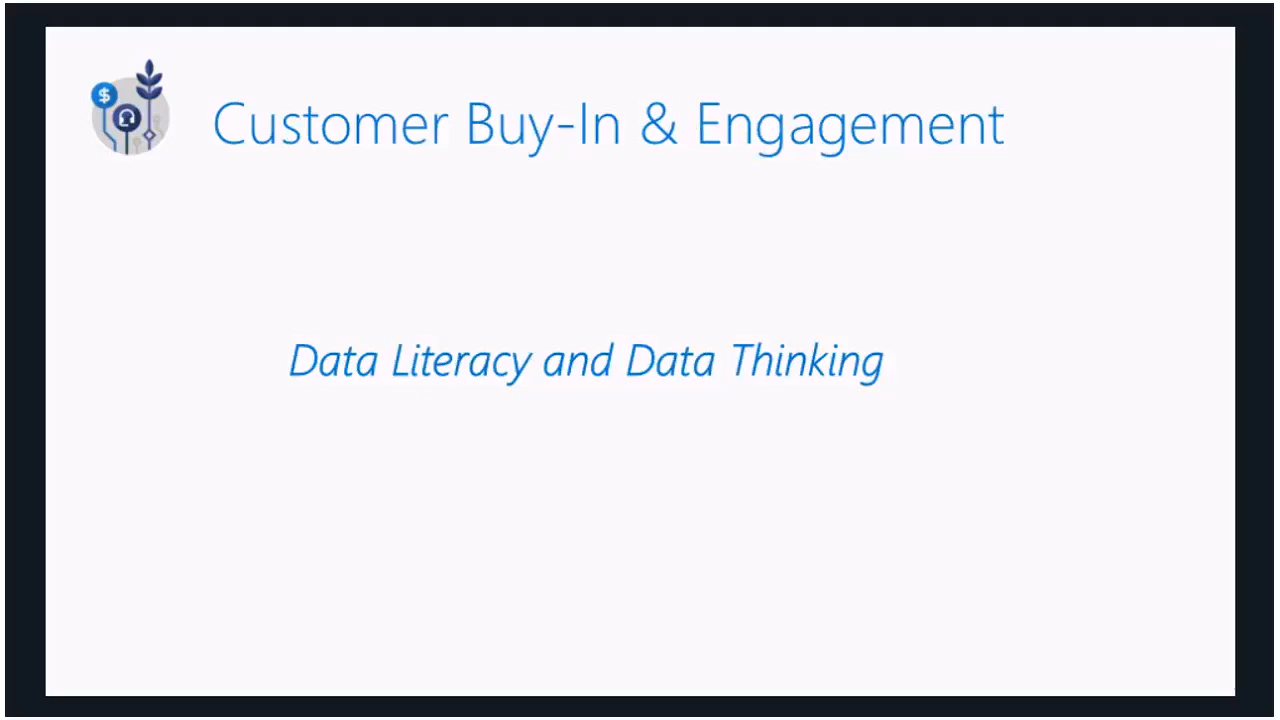 $
Customer Buy-In & Engagement
Data Literacy and Data Thinking